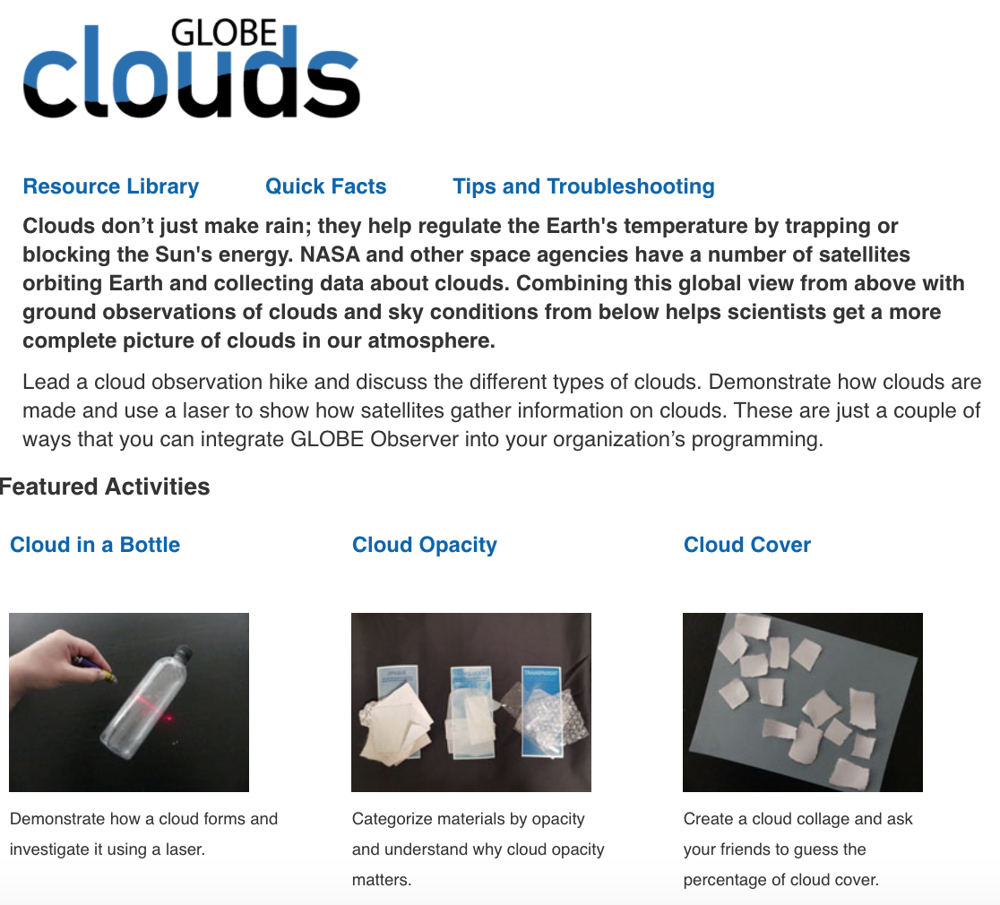 GLOBE
clouds
Resource Library Quick Facts Tips and Troubleshooting
Clouds don’t just make rain; they help regulate the Earth's temperature by trapping or
blocking the Sun's energy. NASA and other space agencies have a number of satellites
orbiting Earth and collecting data about clouds. Combining this global view from above with
ground observations of clouds and sky conditions from below helps scientists get a more
complete picture of clouds in our atmosphere.
Lead a cloud observation hike and discuss the different types of clouds. Demonstrate how clouds are
made and use a laser to show how satellites gather information on clouds. These are just a couple of
ways that you can integrate GLOBE Observer into your organization’s programming.
Featured Activities
Cloud in a Bottle
Cloud Opacity
Cloud Cover
OPAQUE
TRANSLUCENT
TRANSPARENT
Demonstrate how a cloud forms and
investigate it using a laser.
Categorize materials by opacity
and understand why cloud opacity
matters.
Create a cloud collage and ask
your friends to guess the
percentage of cloud cover.